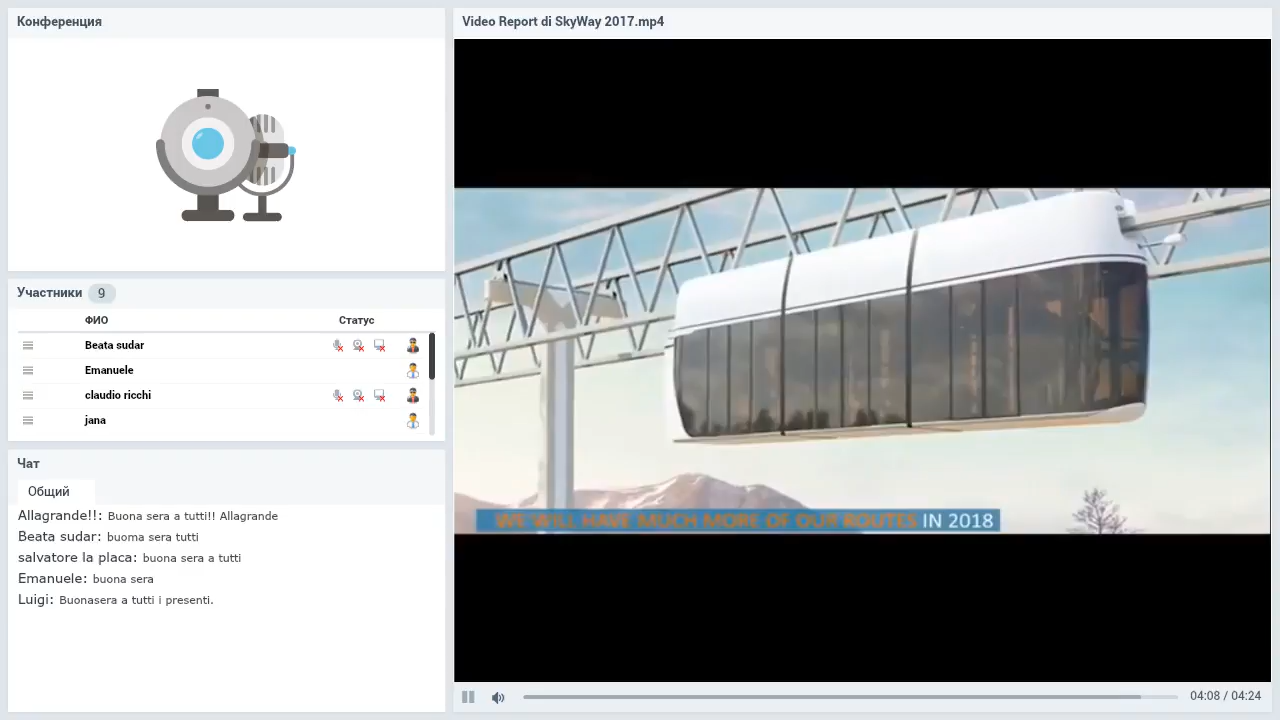 Конференция
Участники 9
ФИО Статус
Beata sudar
Emanuele
claudio ricchi
jana
Чат
Общий
Allagrande!!: Buona sera a tutti!! Allagrande
Beata sudar: buoma sera tutti
salvatore la placa: buona sera a tutti
Emanuele: buona sera
Luigi: Buonasera a tutti i presenti.
Video Report di SkyWay 2017.mp4
WE WILL HAVE MUCH MORE OF OUR ROUTES IN 2018
04:08 / 04:24